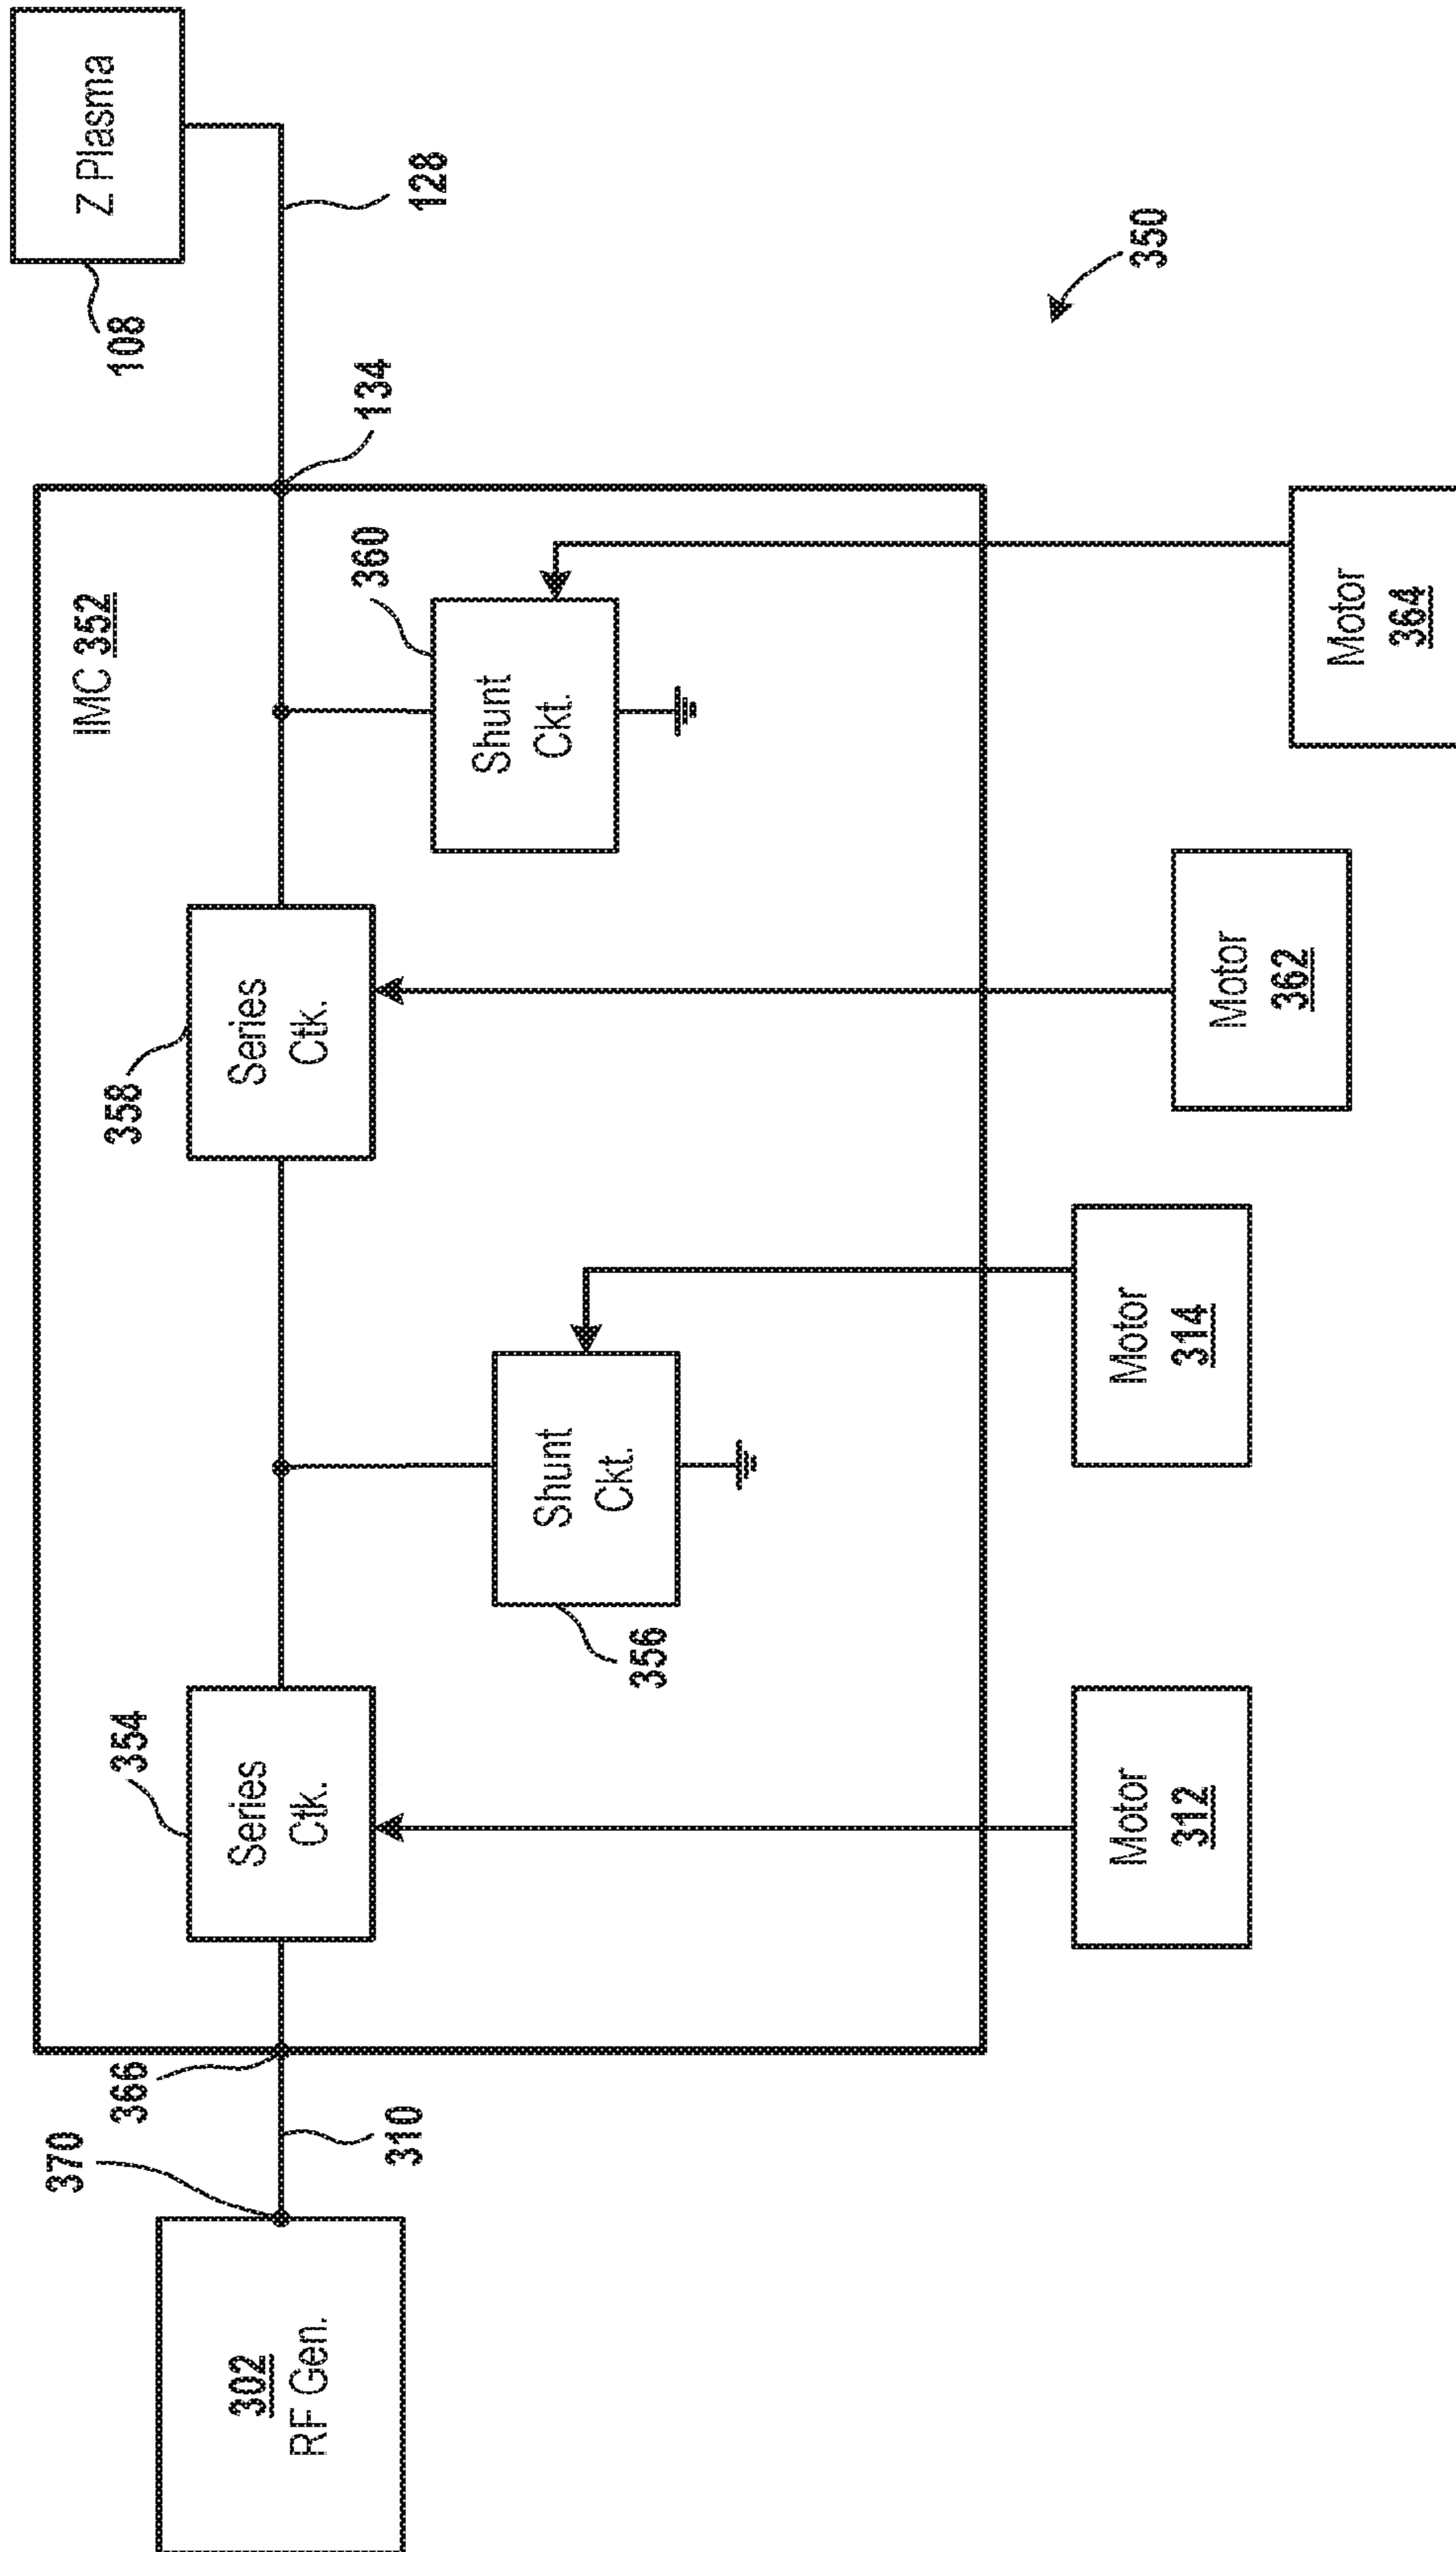 Z Plasma
108
128
134
350
IMC 352
360
Shunt
Ckt.
Motor
364
358
Series
Ctk.
Motor
362
Shunt
Ckt.
356
Motor
314
354
Series
Ctk.
Motor
312
366
310
370
302
RF Gen.